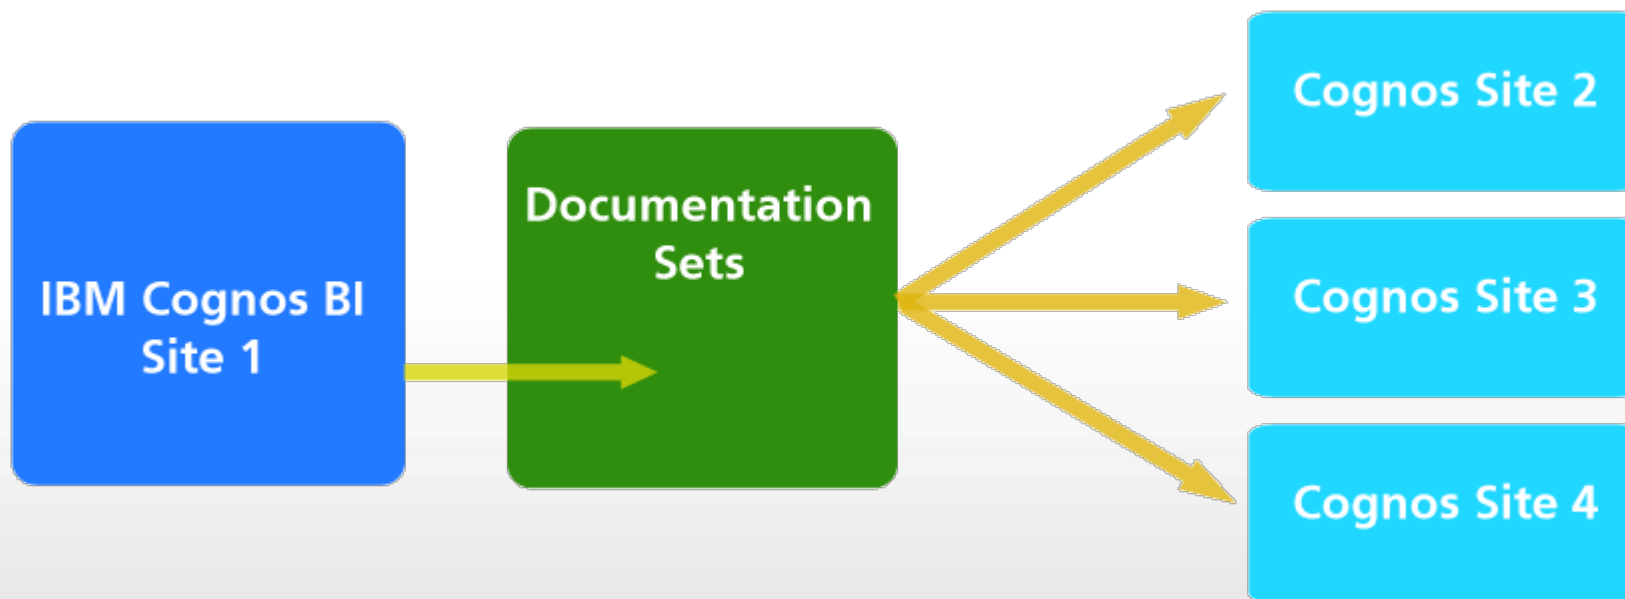 IBM Cognos BI
Site 1
Documentation
Sets
Cognos Site 2
Cognos Site 3
Cognos Site 4